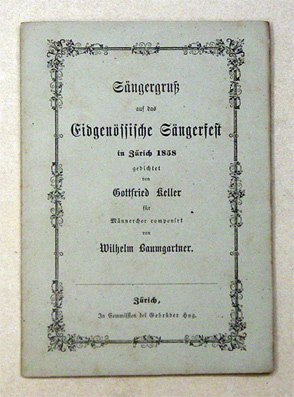 Sängergruß
auf das
Eidgenössische Sängerfest
in Zürich 1858
gedichtet
von
Gottfried Keller
für
Männerchor componirt
von
Wilhelm Baumgartner.
Zürich,
In Commission bei Gebrüder Hug.